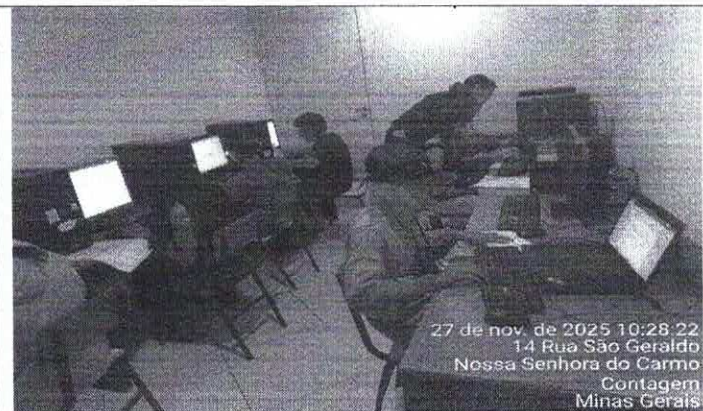 27 de nov. de 2025 10:28:22
14 Rua São Geraldo
Nossa Senhora do Carmo
Contagem
Minas Gerais